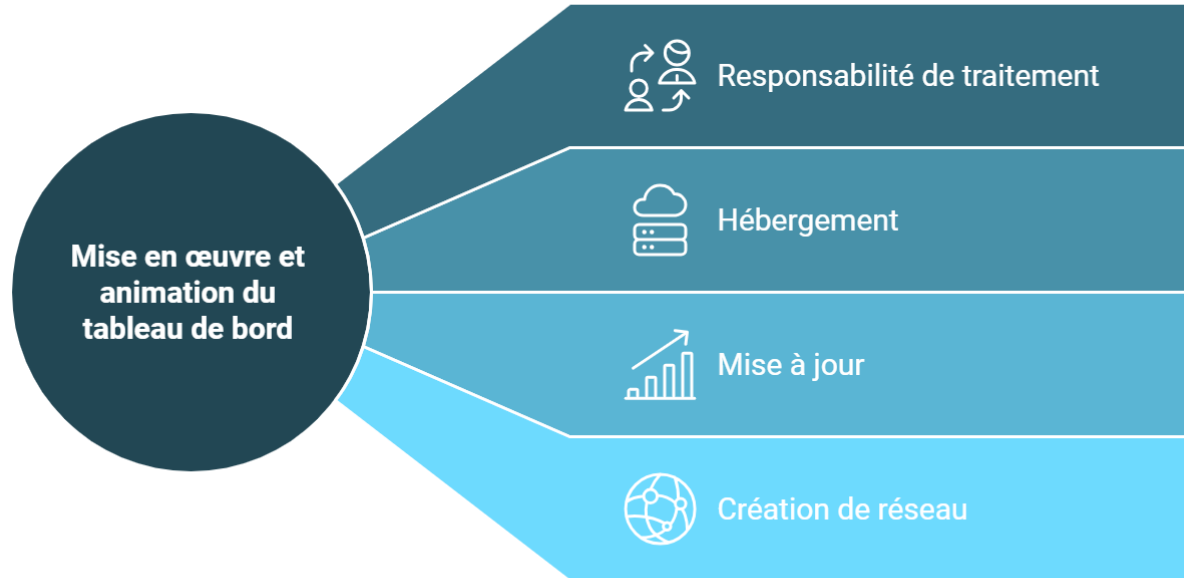 Mise en œuvre et
animation du
tableau de bord
Responsabilité de traitement
Hébergement
Mise à jour
Création de réseau